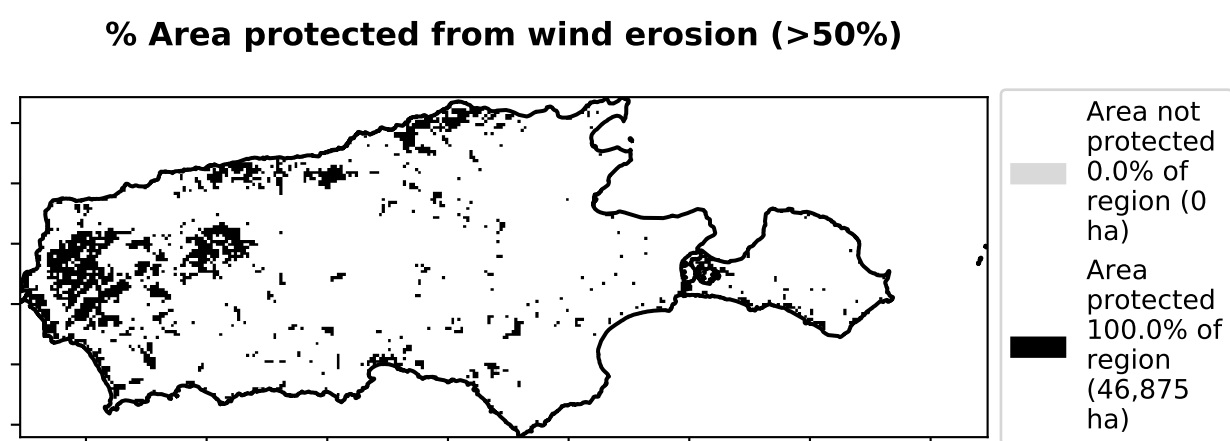 % Area protected from wind erosion (>50%)
Area not
protected
0.0% of
region (0
ha)
Area
protected
100.0% of
region
(46,875
ha)